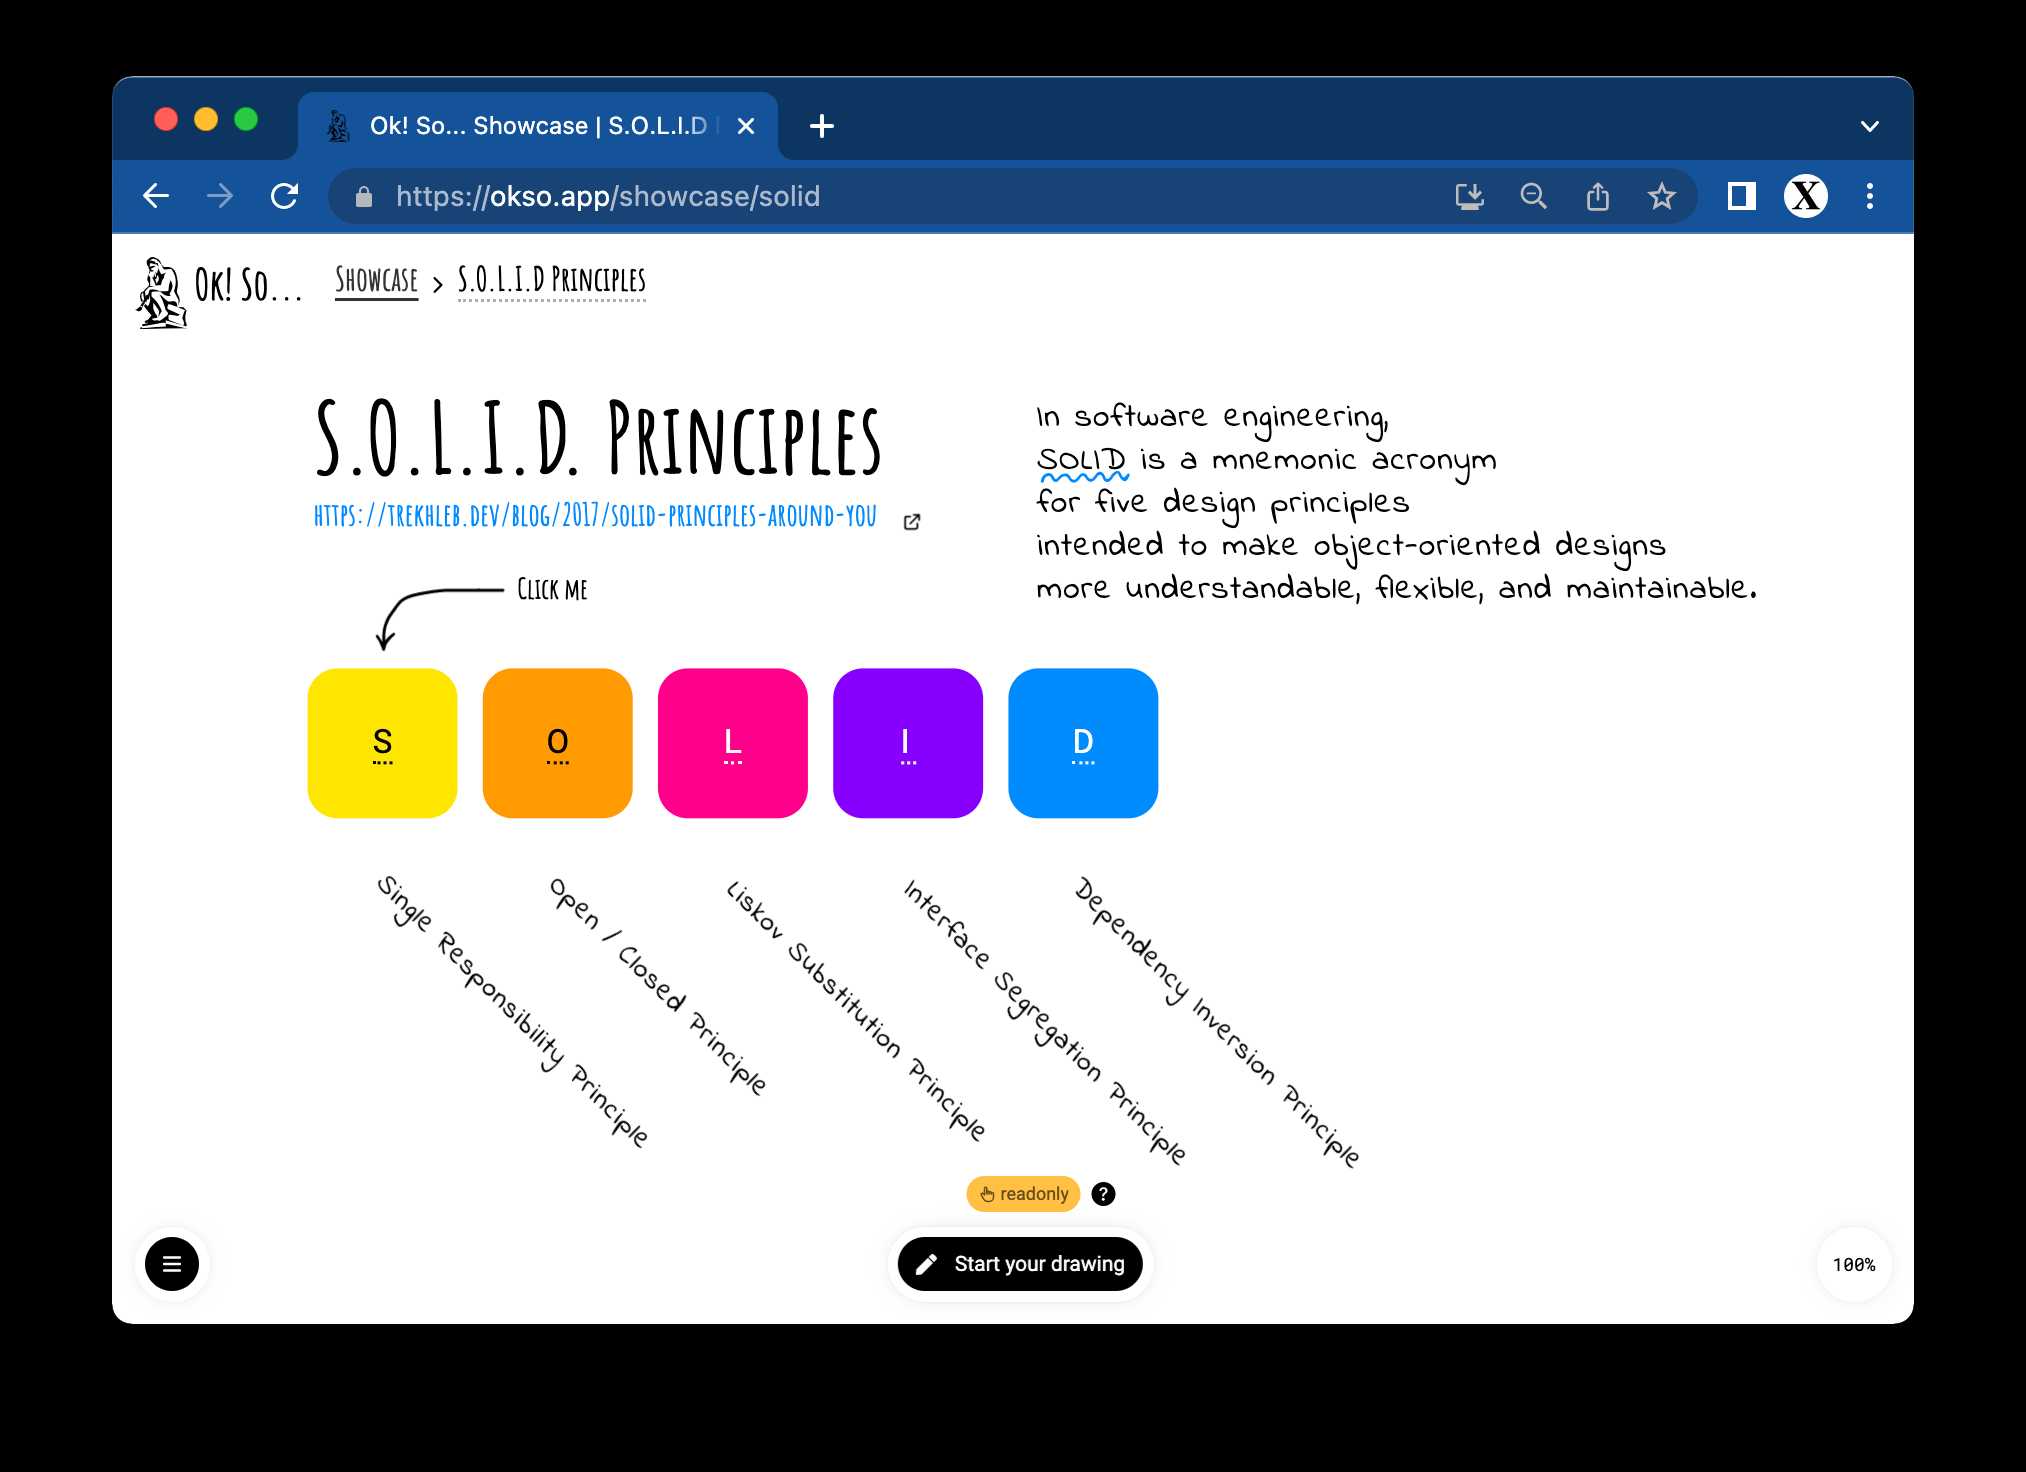 Ok! So... Showcase | S.O.L.I.D
https://okso.app/showcase/solid
X
Ok! So...
Showcase > S.O.L.I.D Principles
S.O.L.I.D. Principles
https://trekhleb.dev/blog/2017/solid-principles-around-you
In software engineering,
SOLID is a mnemonic acronym
for five design principles
intended to make object-oriented designs
more understandable, flexible, and maintainable.
Click me
S
O
L
I
D
Single Responsibility Principle
Open / Closed Principle
Liskov Substitution Principle
Interface Segregation Principle
Dependency Inversion Principle
readonly ?
Start your drawing
100%